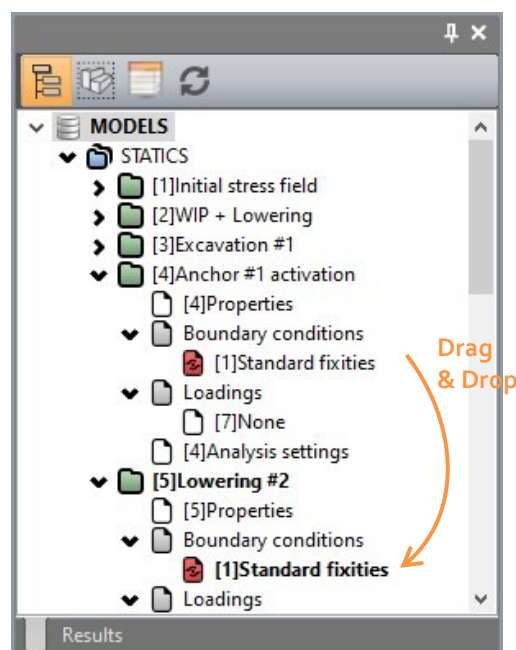 MODELS
STATICS
[1]Initial stress field
[2]WIP + Lowering
[3]Excavation #1
[4]Anchor #1 activation
[4]Properties
Boundary conditions
[1]Standard fixities
Drag
& Drop
Loadings
[7]None
[4]Analysis settings
[5]Lowering #2
[5]Properties
Boundary conditions
[1]Standard fixities
Loadings
Results